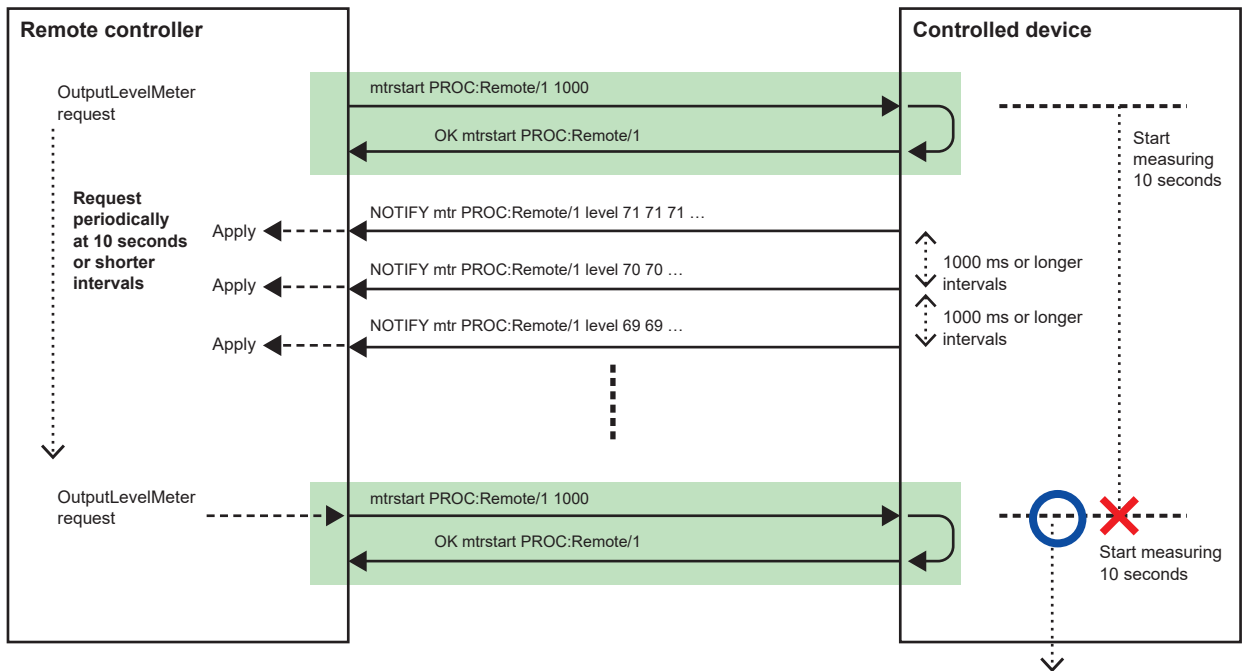 Remote controller
Controlled device
OutputLevelMeter
request
mtrstart PROC:Remote/1 1000
OK mtrstart PROC:Remote/1
Start
measuring
10 seconds
Request
periodically
at 10 seconds
or shorter
intervals
NOTIFY mtr PROC:Remote/1 level 71 71 71 …
Apply
1000 ms or longer
intervals
NOTIFY mtr PROC:Remote/1 level 70 70 …
Apply
1000 ms or longer
intervals
NOTIFY mtr PROC:Remote/1 level 69 69 …
Apply
OutputLevelMeter
request
mtrstart PROC:Remote/1 1000
OK mtrstart PROC:Remote/1
Start measuring
10 seconds